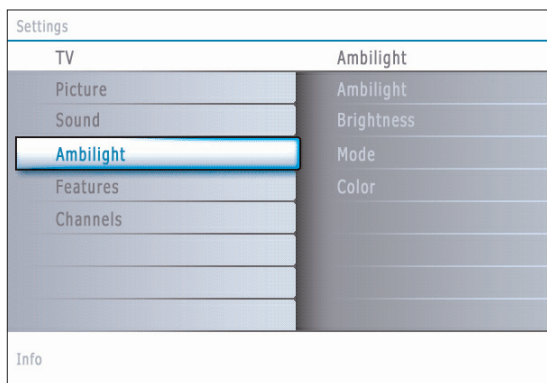 Settings
TV
Ambilight
Picture
Sound
Ambilight
Features
Channels
Ambilight
Brightness
Mode
Color
Info